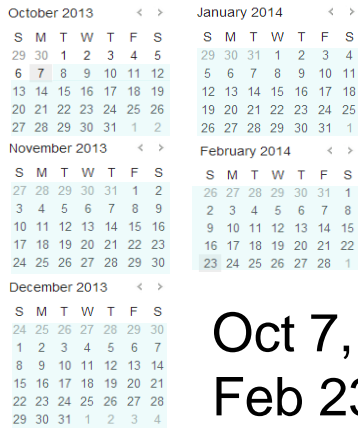 October 2013 < >
S M T W T F S
29 30 1 2 3 4 5
6 7 8 9 10 11 12
13 14 15 16 17 18 19
20 21 22 23 24 25 26
27 28 29 30 31 1 2
November 2013 < >
S M T W T F S
27 28 29 30 31 1 2
3 4 5 6 7 8 9
10 11 12 13 14 15 16
17 18 19 20 21 22 23
24 25 26 27 28 29 30
December 2013 < >
S M T W T F S
24 25 26 27 28 29 30
1 2 3 4 5 6 7
8 9 10 11 12 13 14
15 16 17 18 19 20 21
22 23 24 25 26 27 28
29 30 31 1 2 3 4
January 2014 < >
S M T W T F S
29 30 31 1 2 3 4
5 6 7 8 9 10 11
12 13 14 15 16 17 18
19 20 21 22 23 24 25
26 27 28 29 30 31 1
February 2014 < >
S M T W T F S
26 27 28 29 30 31 1
2 3 4 5 6 7 8
9 10 11 12 13 14 15
16 17 18 19 20 21 22
23 24 25 26 27 28 1
Oct 7,
Feb 23